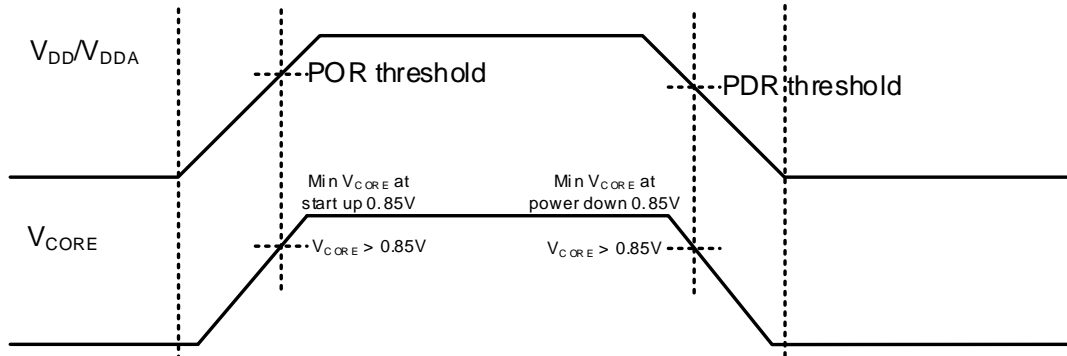 VDD/VDDA
POR threshold
PDR threshold
Min VCORE at
start up 0.85V
Min VCORE at
power down 0.85V
VCORE
VCORE > 0.85V
VCORE > 0.85V